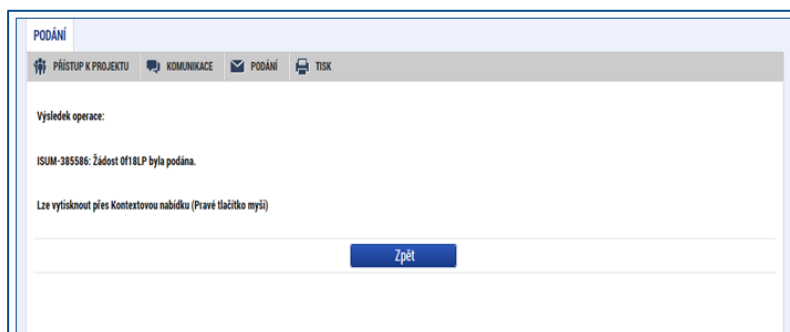 PODÁNÍ
PŘÍSTUP K PROJEKTU KOMUNIKACE PODÁNÍ TISK
Výsledek operace:
ISUM-385586: Žádost 0f18LP byla podána.
Lze vytisknout přes Kontextovou nabídku (Pravé tlačítko myši)
Zpět